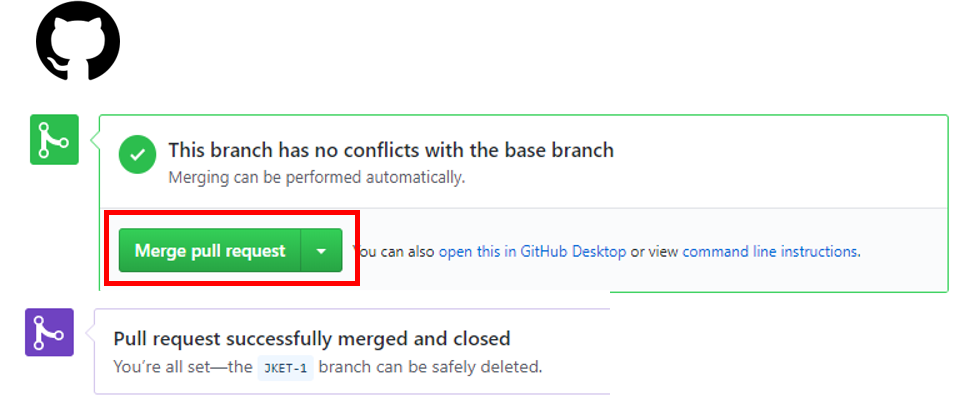 This branch has no conflicts with the base branch
Merging can be performed automatically.
Merge pull request You can also open this in GitHub Desktop or view command line instructions.
Pull request successfully merged and closed
You're all set—the JKET-1 branch can be safely deleted.